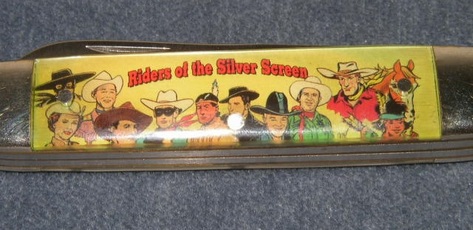 Riders of the Silver Screen